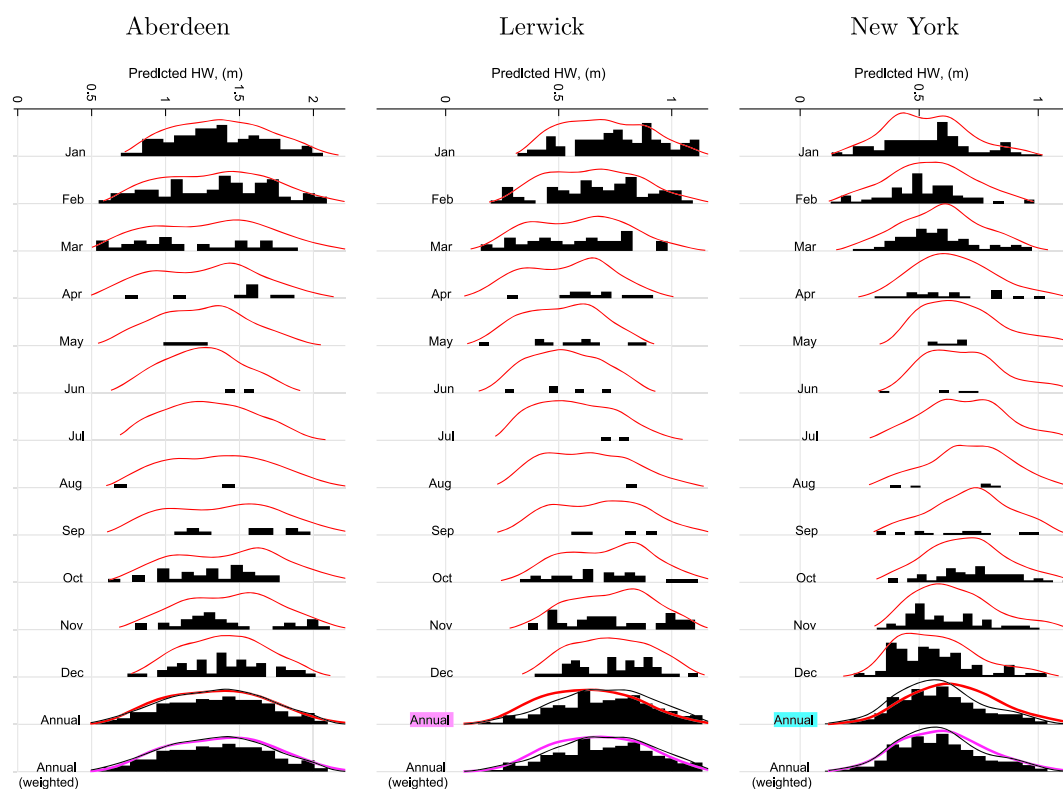 Aberdeen
Lerwick
New York
Predicted HW, (m)
Predicted HW, (m)
Predicted HW, (m)
0
0.5
1
1.5
2
0
0.5
1
0
0.5
1
Jan
Jan
Jan
Feb
Feb
Feb
Mar
Mar
Mar
Apr
Apr
Apr
May
May
May
Jun
Jun
Jun
Jul
Jul
Jul
Aug
Aug
Aug
Sep
Sep
Sep
Oct
Oct
Oct
Nov
Nov
Nov
Dec
Dec
Dec
Annual
Annual
Annual
Annual
Annual
Annual
(weighted)
(weighted)
(weighted)